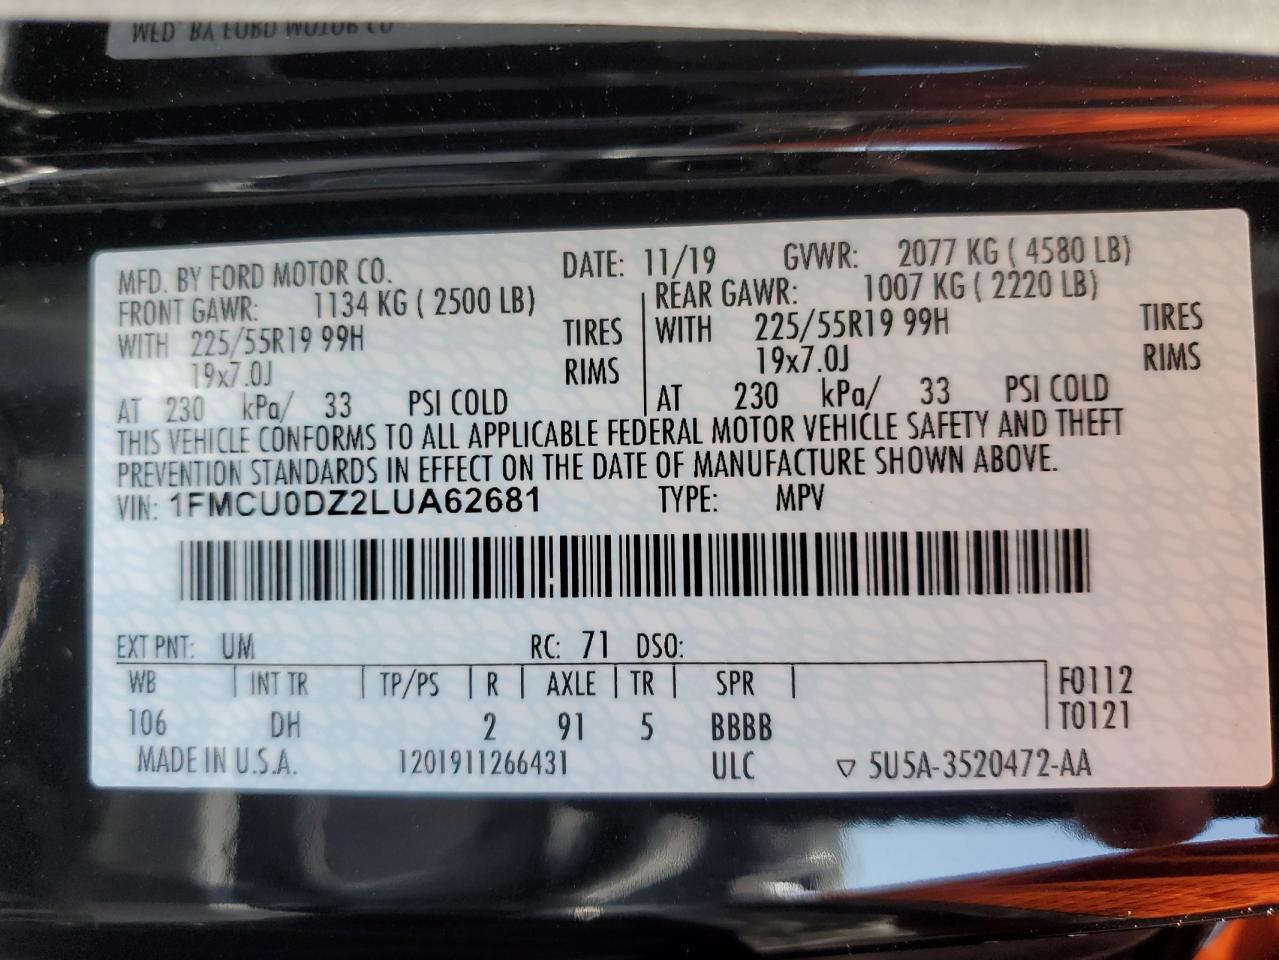 MFD. BY FORD MOTOR CO. DATE: 11/19 GVWR: 2077 KG ( 4580 LB)
FRONT GAWR: 1134 KG ( 2500 LB) REAR GAWR: 1007 KG ( 2220 LB)
WITH 225/55R19 99H TIRES WITH 225/55R19 99H TIRES
19x7.0J RIMS 19x7.0J RIMS
AT 230 kPa/ 33 PSI COLD AT 230 kPa/ 33 PSI COLD
THIS VEHICLE CONFORMS TO ALL APPLICABLE FEDERAL MOTOR VEHICLE SAFETY AND THEFT
PREVENTION STANDARDS IN EFFECT ON THE DATE OF MANUFACTURE SHOWN ABOVE.
VIN: 1FMCU0DZ2LUA62681 TYPE: MPV
EXT PNT: UM RC: 71 DSO:
WB INT TR TP/PS R AXLE TR SPR F0112
106 DH 2 91 5 BBBB T0121
MADE IN U.S.A. 1201911266431 ULC ▽ 5U5A-3520472-AA